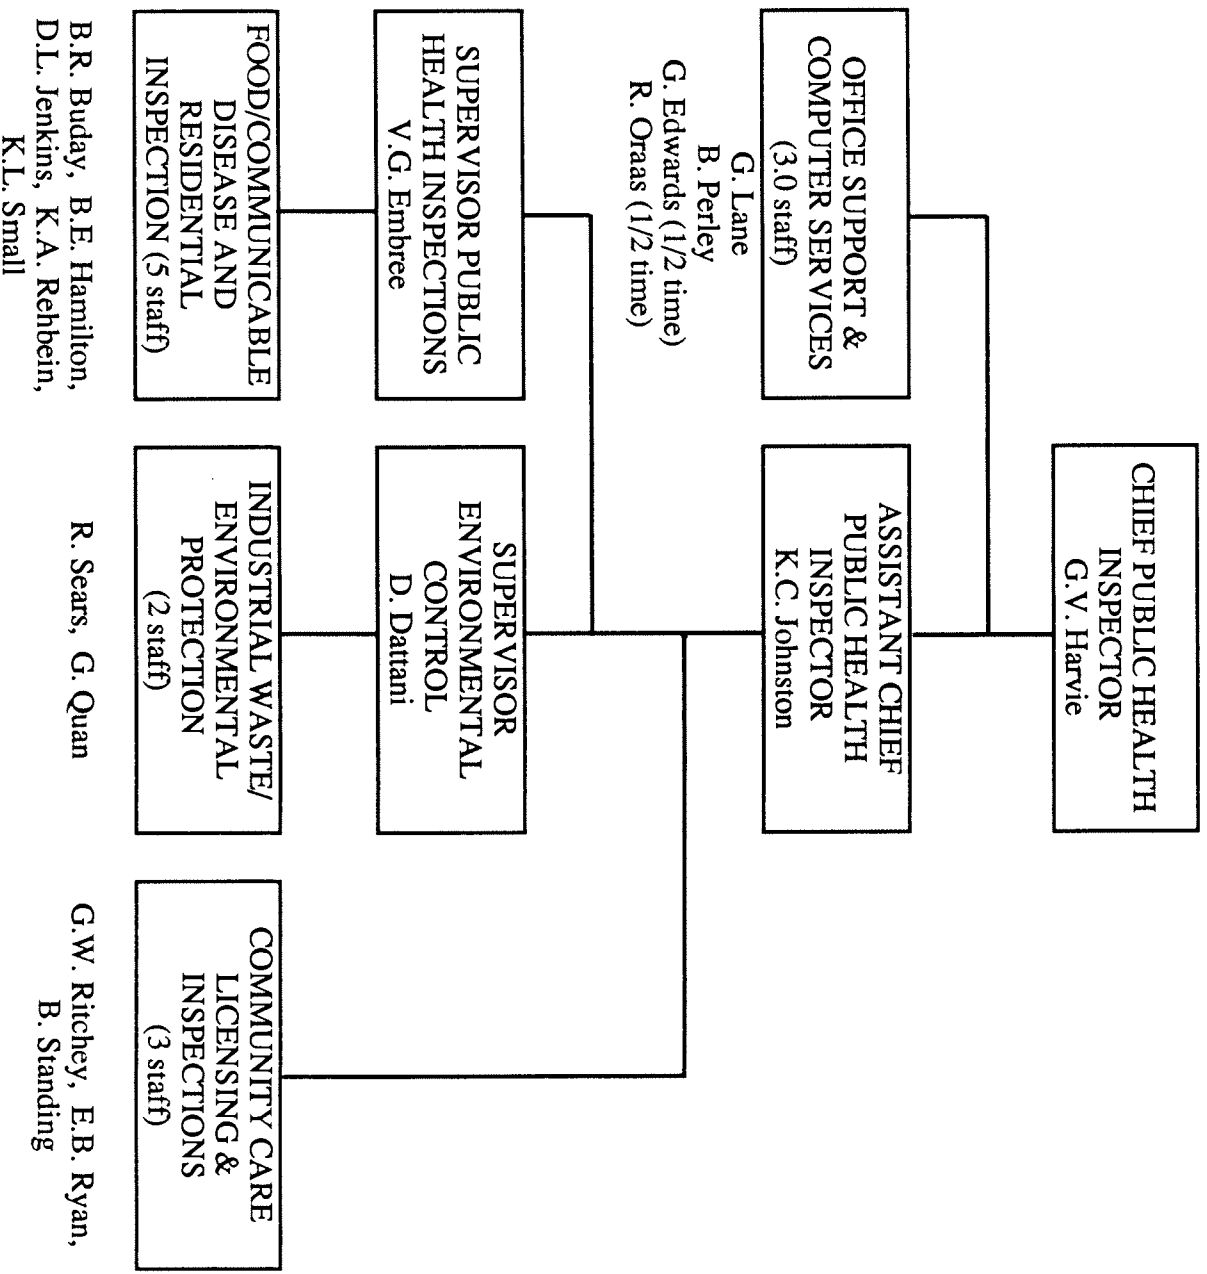 CHIEF PUBLIC HEALTH
INSPECTOR
G.V. Harvie
OFFICE SUPPORT &
COMPUTER SERVICES
(3.0 staff)
G. Lane
B. Perley
G. Edwards (1/2 time)
R. Oraas (1/2 time)
ASSISTANT CHIEF
PUBLIC HEALTH
INSPECTOR
K.C. Johnston
SUPERVISOR PUBLIC
HEALTH INSPECTIONS
V.G. Embree
SUPERVISOR
ENVIRONMENTAL
CONTROL
D. Dattani
FOOD/COMMUNICABLE
DISEASE AND
RESIDENTIAL
INSPECTION (5 staff)
B.R. Buday, B.E. Hamilton,
D.L. Jenkins, K.A. Rehbein,
K.L. Small
INDUSTRIAL WASTE/
ENVIRONMENTAL
PROTECTION
(2 staff)
R. Sears, G. Quan
COMMUNITY CARE
LICENSING &
INSPECTIONS
(3 staff)
G.W. Ritchey, E.B. Ryan,
B. Standing